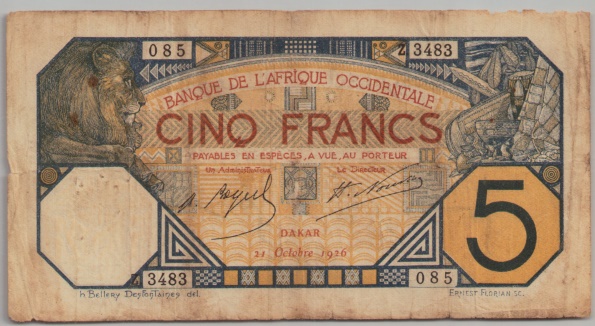 085 Z 3483
BANQUE DE L'AFRIQUE OCCIDENTALE
CINQ FRANCS
PAYABLES EN ESPÈCES, A VUE, AU PORTEUR
Un Administrateur Le Directeur
DAKAR
21 Octobre 1926
5
Z 3483 085
h Bellery Desfontaines del. ERNEST FLORIAN SC.